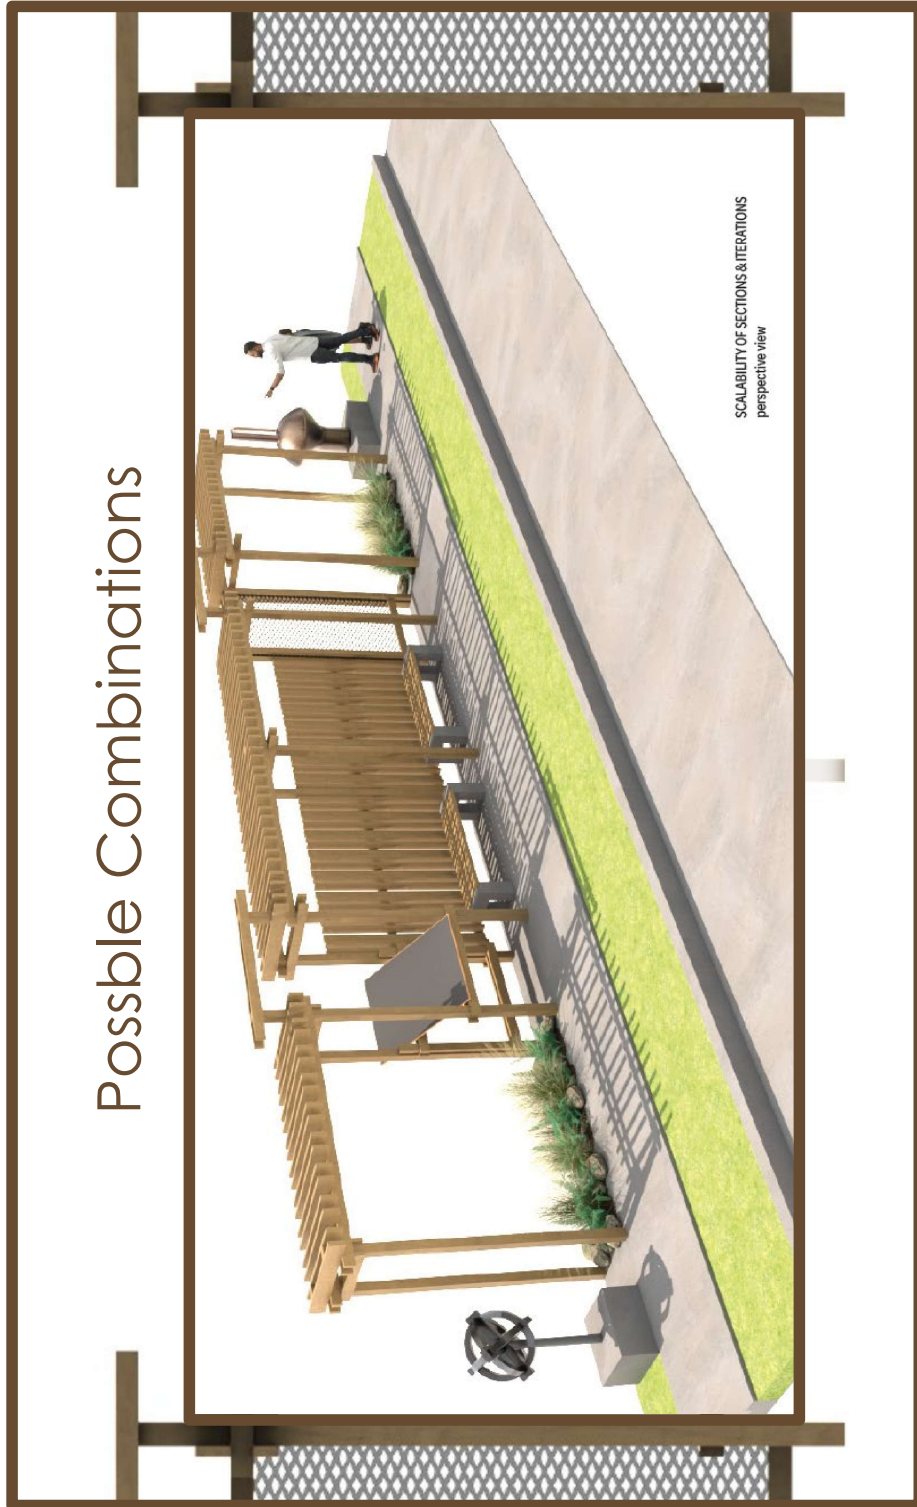 Possble Combinations
SCALABILITY OF SECTIONS & ITERATIONS
perspective view